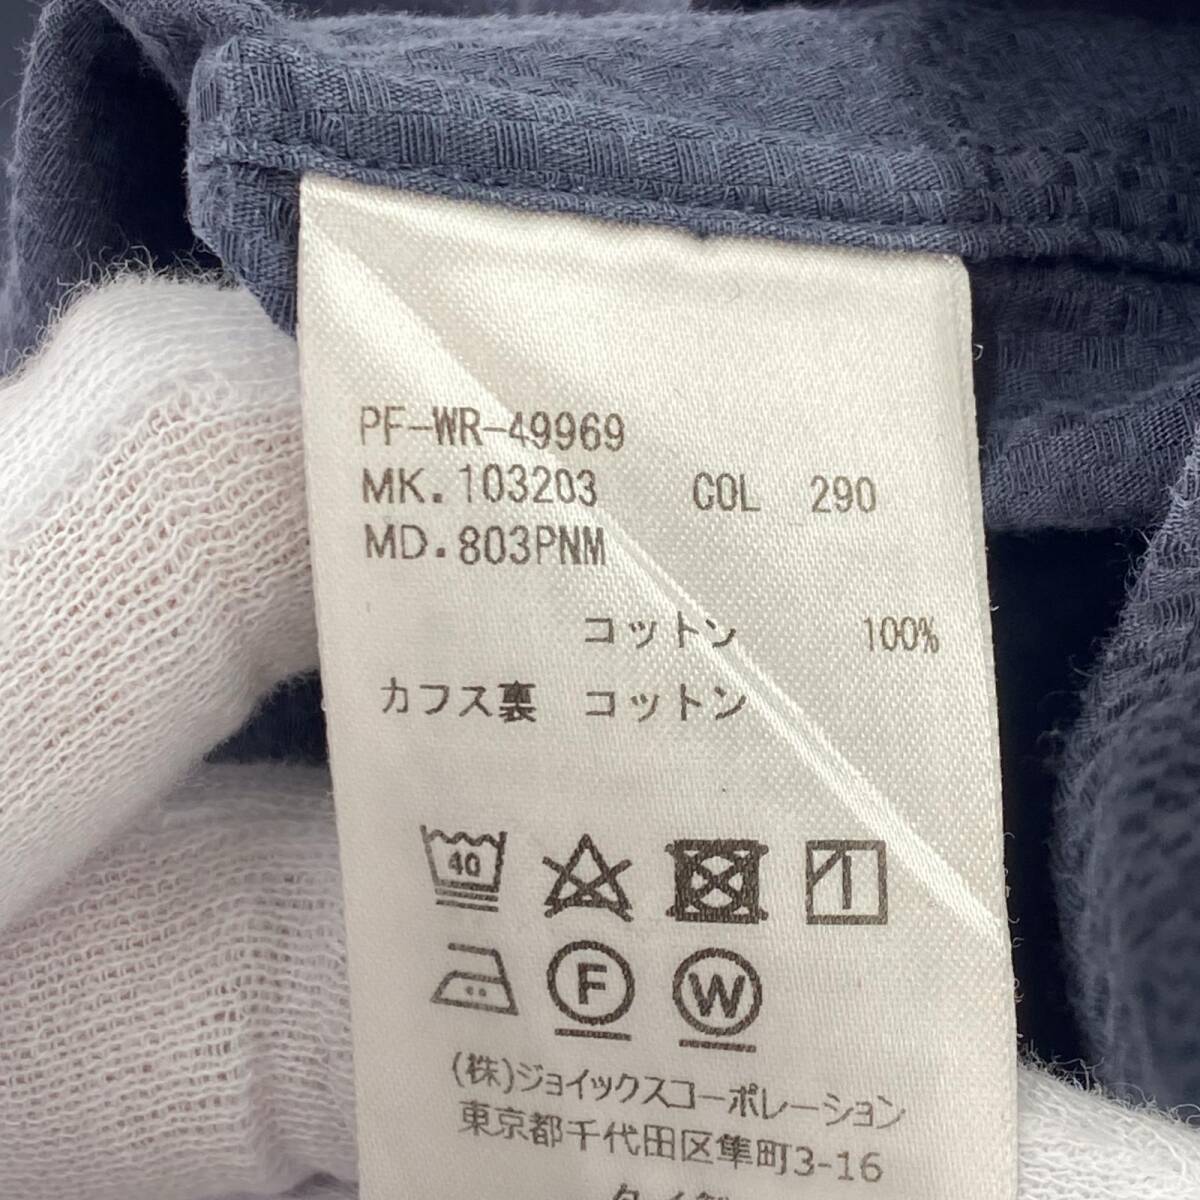 PF-WR-49969
MK.103203 COL 290
MD.803PNM
コットン 100%
カフス裏 コットン
40
F
W
(株)ジョイックスコーポレーション
東京都千代田区隼町3-16